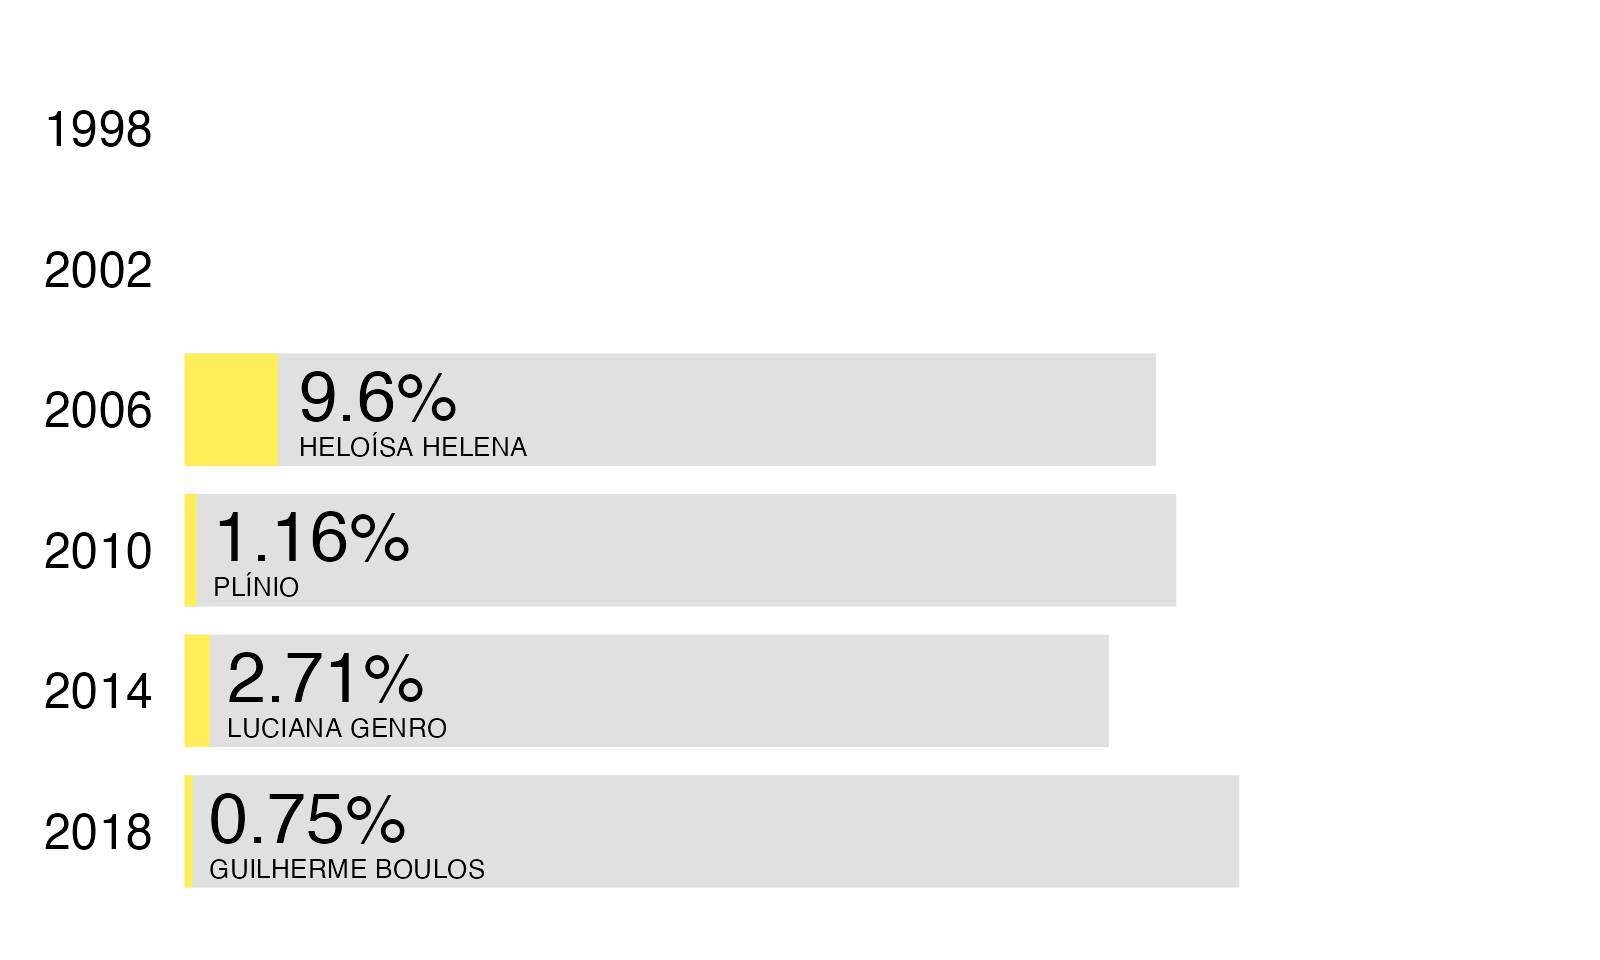 1998
2002
2006
9.6%
HELOÍSA HELENA
2010
1.16%
PLÍNIO
2014
2.71%
LUCIANA GENRO
2018
0.75%
GUILHERME BOULOS